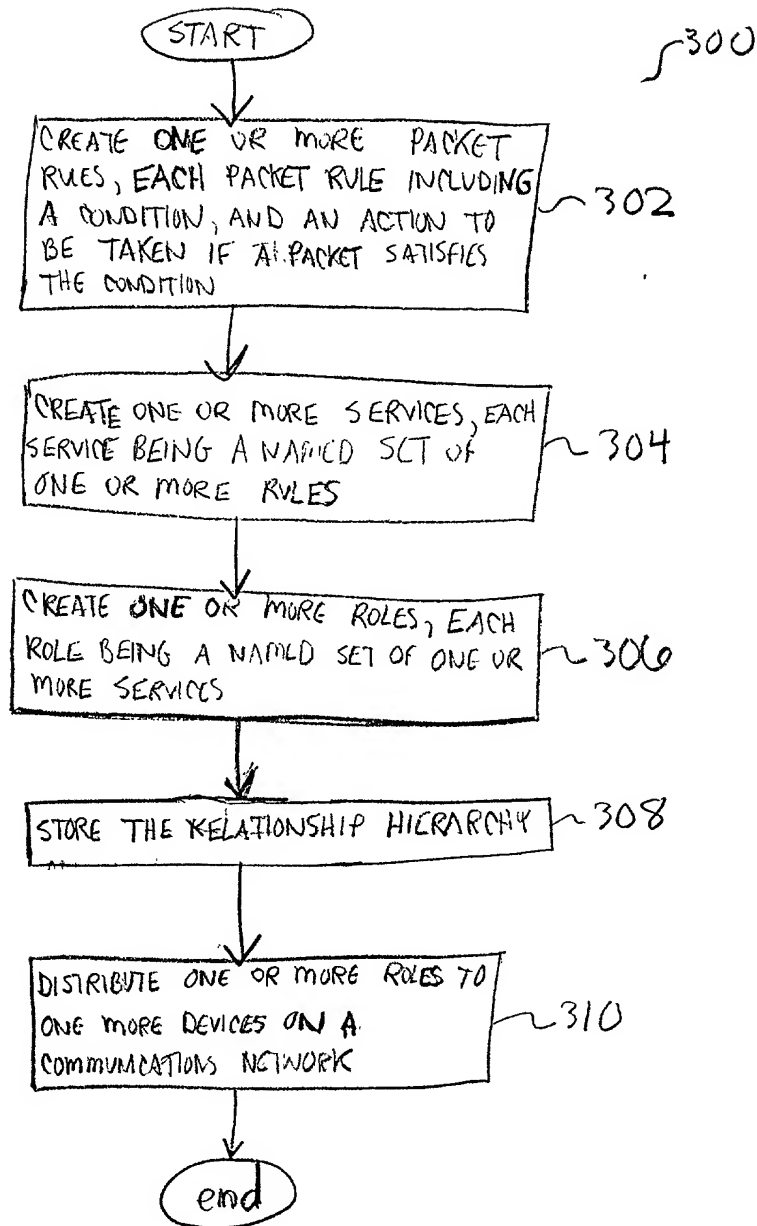 START
300
CREATE ONE OR MORE PACKET
RULES, EACH PACKET RULE INCLUDING
A CONDITION, AND AN ACTION TO
BE TAKEN IF A PACKET SATISFIES
THE CONDITION
302
CREATE ONE OR MORE SERVICES, EACH
SERVICE BEING A NAMED SET OF
ONE OR MORE RULES
304
CREATE ONE OR MORE ROLES, EACH
ROLE BEING A NAMED SET OF ONE OR
MORE SERVICES
306
STORE THE RELATIONSHIP HIERARCHY
308
DISTRIBUTE ONE OR MORE ROLES TO
ONE MORE DEVICES ON A
COMMUNICATIONS NETWORK
310
end